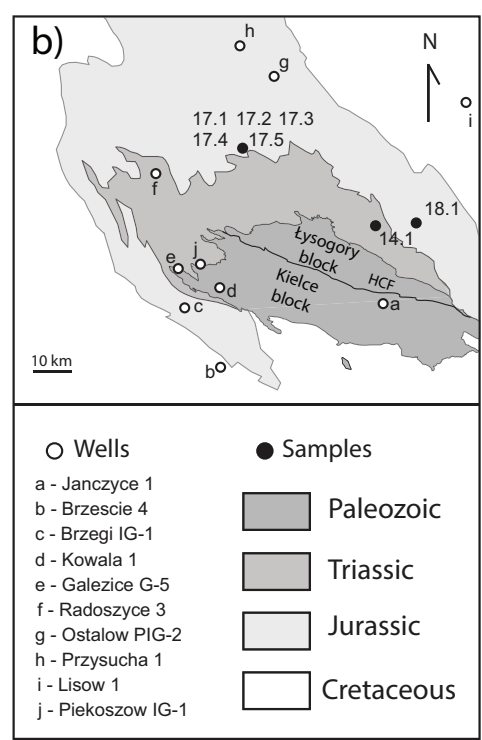 b)
h
N
g
i
17.1 17.2 17.3
17.4 17.5
f
18.1
14.1
Łysogory
block
j
e
HCF
Kielce
block
d
a
c
10 km
b
Wells
a - Janczyce 1
b - Brzescie 4
c - Brzegi IG-1
d - Kowala 1
e - Galezice G-5
f - Radoszyce 3
g - Ostalow PIG-2
h - Przysucha 1
i - Lisow 1
j - Piekoszow IG-1
Samples
Paleozoic
Triassic
Jurassic
Cretaceous